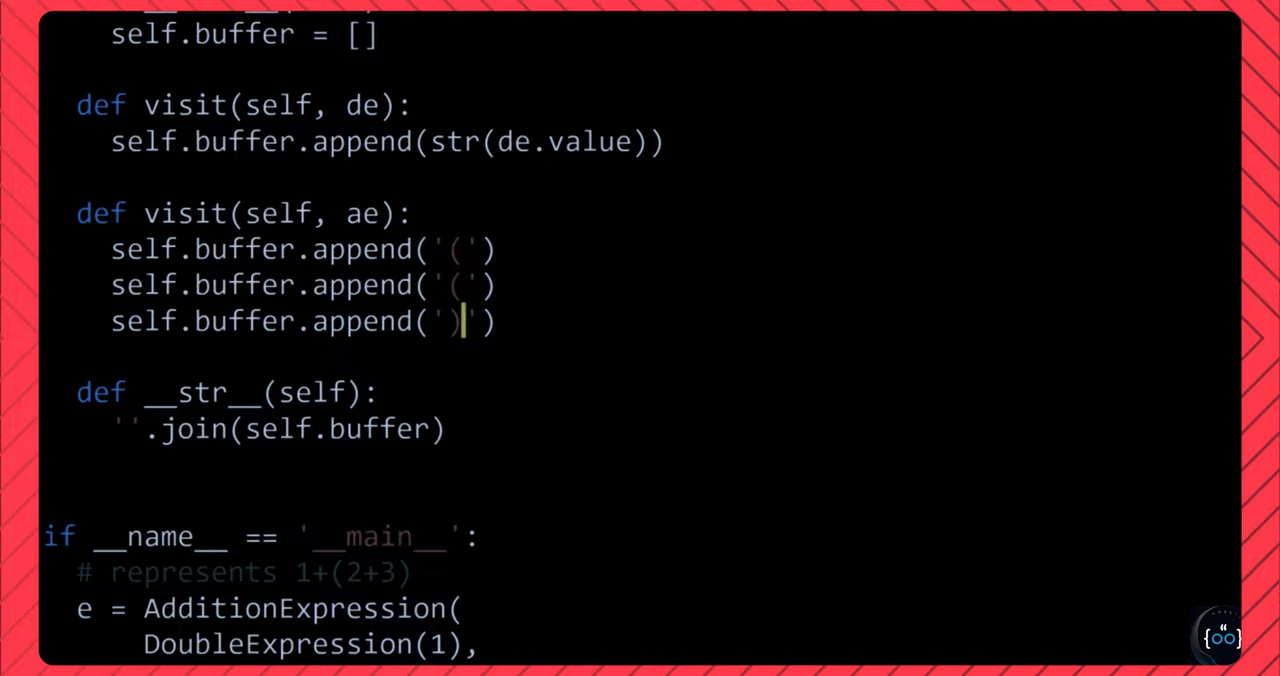 self.buffer = []
def visit(self, de):
self.buffer.append(str(de.value))
def visit(self, ae):
self.buffer.append('(')
self.buffer.append('(')
self.buffer.append(')')
def __str__(self):
''.join(self.buffer)
if __name__ == '__main__':
# represents 1+(2+3)
e = AdditionExpression(
DoubleExpression(1),